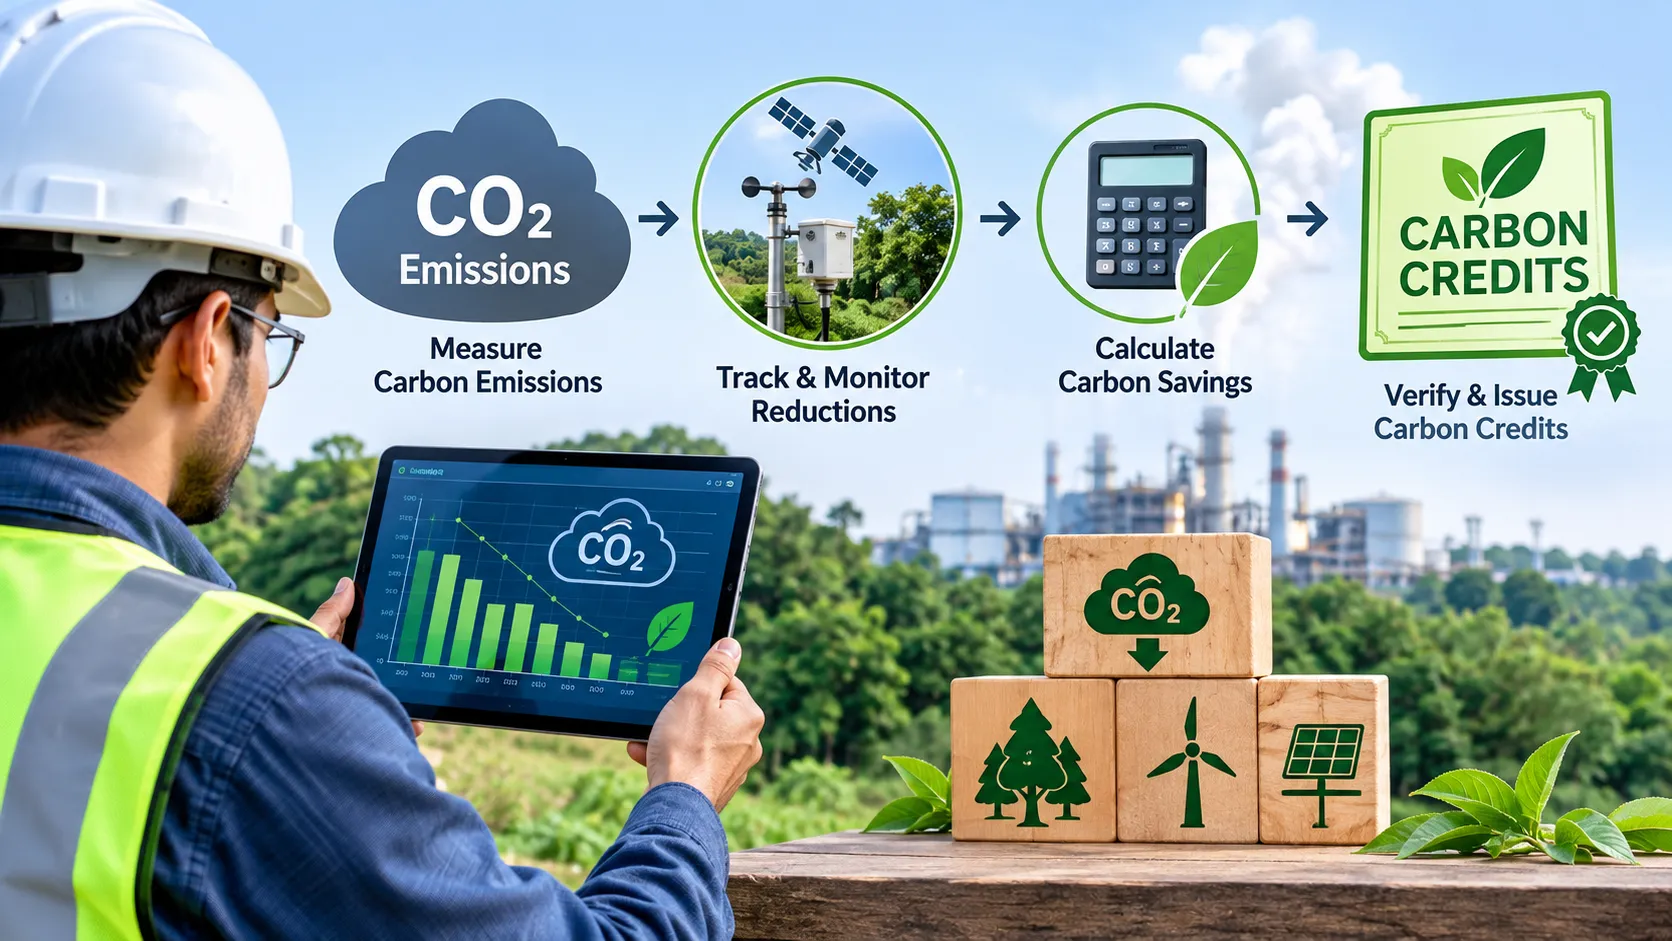 CO₂
Emissions
Measure
Carbon Emissions
Track & Monitor
Reductions
Calculate
Carbon Savings
CARBON
CREDITS
Verify & Issue
Carbon Credits
CO₂
CO₂